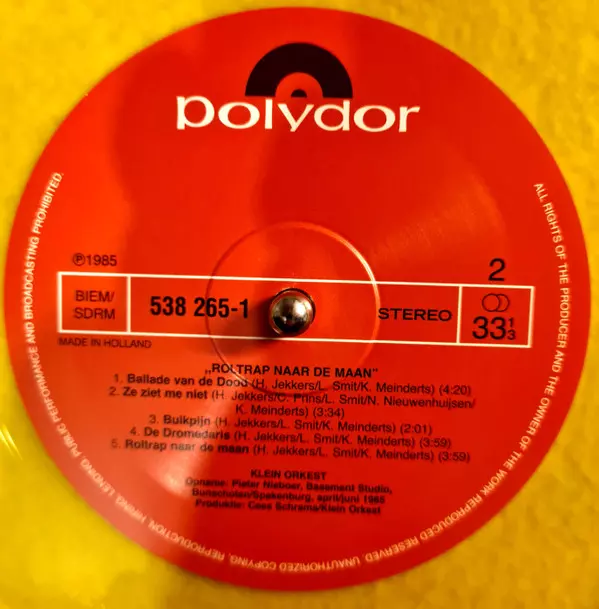 polydor
℗1985
BIEM/
SDRM
538 265-1
STEREO
2
33 1/3
MADE IN HOLLAND
„ROLTRAP NAAR DE MAAN”
1. Ballade van de Dood (H. Jekkers/L. Smit/K. Meinderts) (4:20)
2. Ze ziet me niet (H. Jekkers/C. Prins/L. Smit/N. Nieuwenhuijsen/
K. Meinderts) (3:34)
3. Buikpijn (H. Jekkers/L. Smit/K. Meinderts) (2:01)
4. De Dromedaris (H. Jekkers/L. Smit/K. Meinderts) (3:59)
5. Roltrap naar de maan (H. Jekkers/L. Smit/K. Meinderts) (3:59)
KLEIN ORKEST
Opname: Pieter Nieboer, Basement Studio,
Bunschoten/Spakenburg, april/juni 1985
Produktie: Cees Schrama/Klein Orkest
ALL RIGHTS OF THE PRODUCER AND THE OWNER OF THE WORK REPRODUCED RESERVED. UNAUTHORIZED COPYING, REPRODUCTION, HIRING, LENDING, PUBLIC PERFORMANCE AND BROADCASTING PROHIBITED.